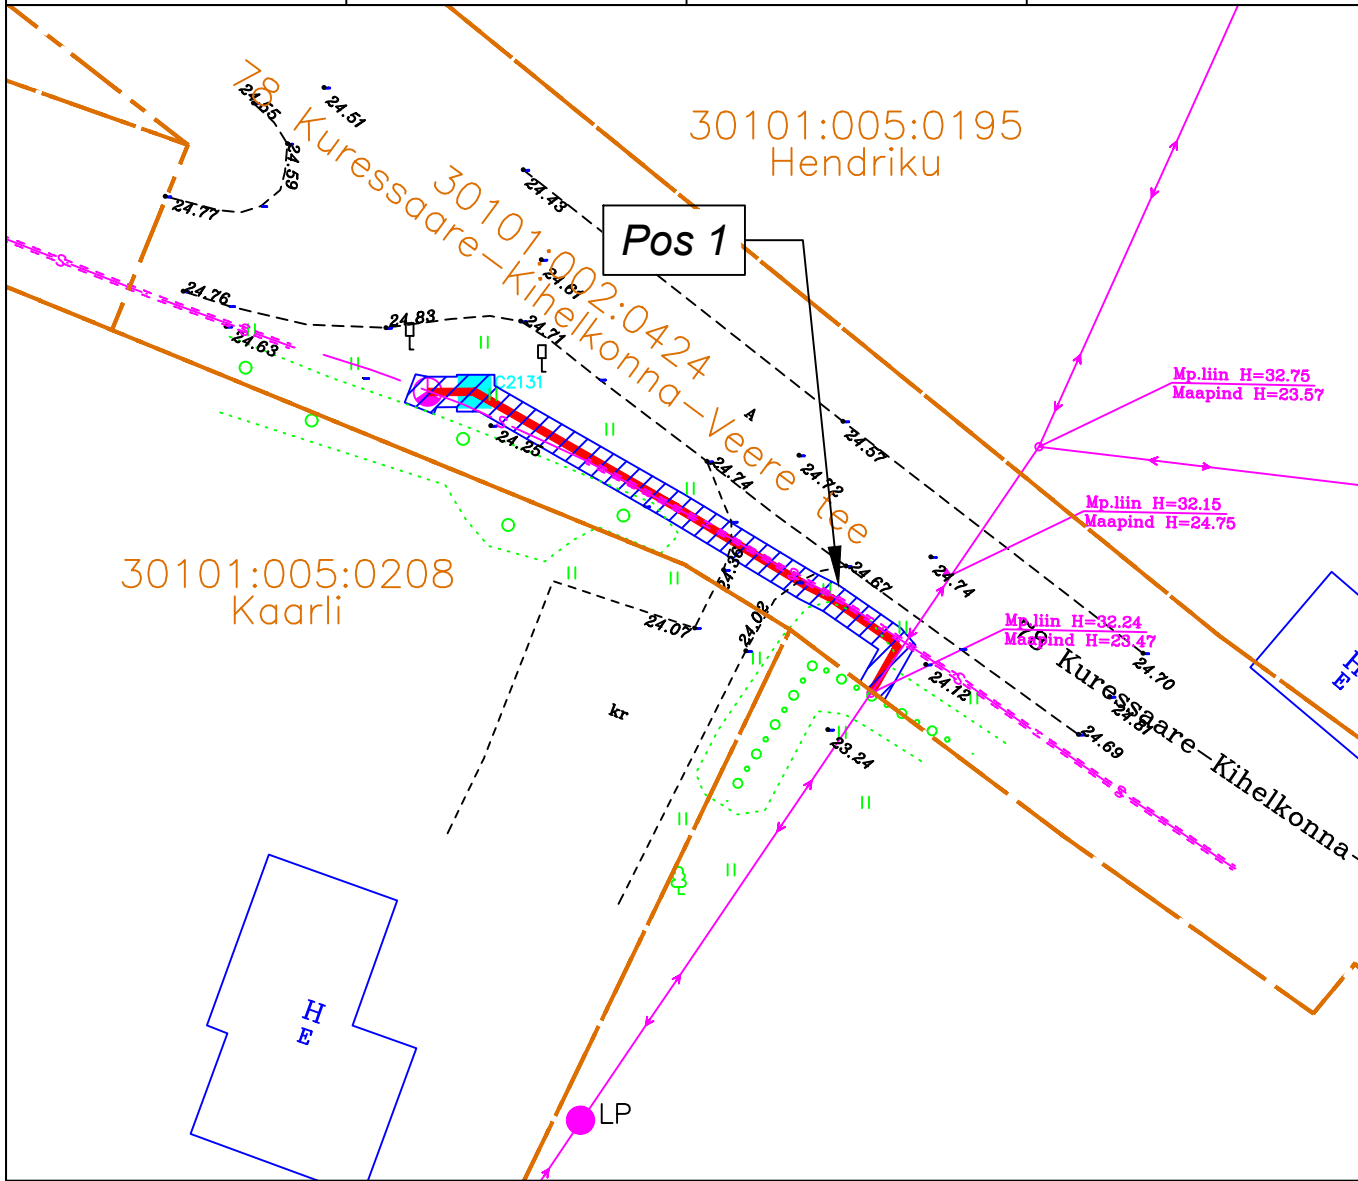 78 Kuressaare-Kihelkonna-Veere tee
30101:002:0424
30101:005:0195
Hendriku
Pos 1
24.55
24.51
24.59
24.77
24.43
24.81
24.76
24.83
24.71
24.63
C2131
24.25
A
24.57
24.72
24.74
Mp.liin H=32.75
Maapind H=23.57
Mp.liin H=32.15
Maapind H=24.75
30101:005:0208
Kaarli
24.36
24.67
24.74
24.07
24.02
Mp.liin H=32.24
Maapind H=23.47
24.12
24.70
78 Kuressaare-Kihelkonna-
24.87
24.69
kr
23.24
H
E
H
E
LP
S
S
S
S
S
S